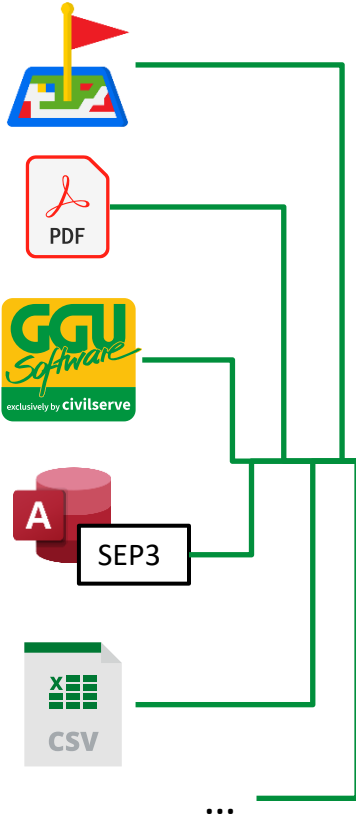 PDF
GGU
Software
exclusively by civilserve
A
SEP3
X
CSV
...